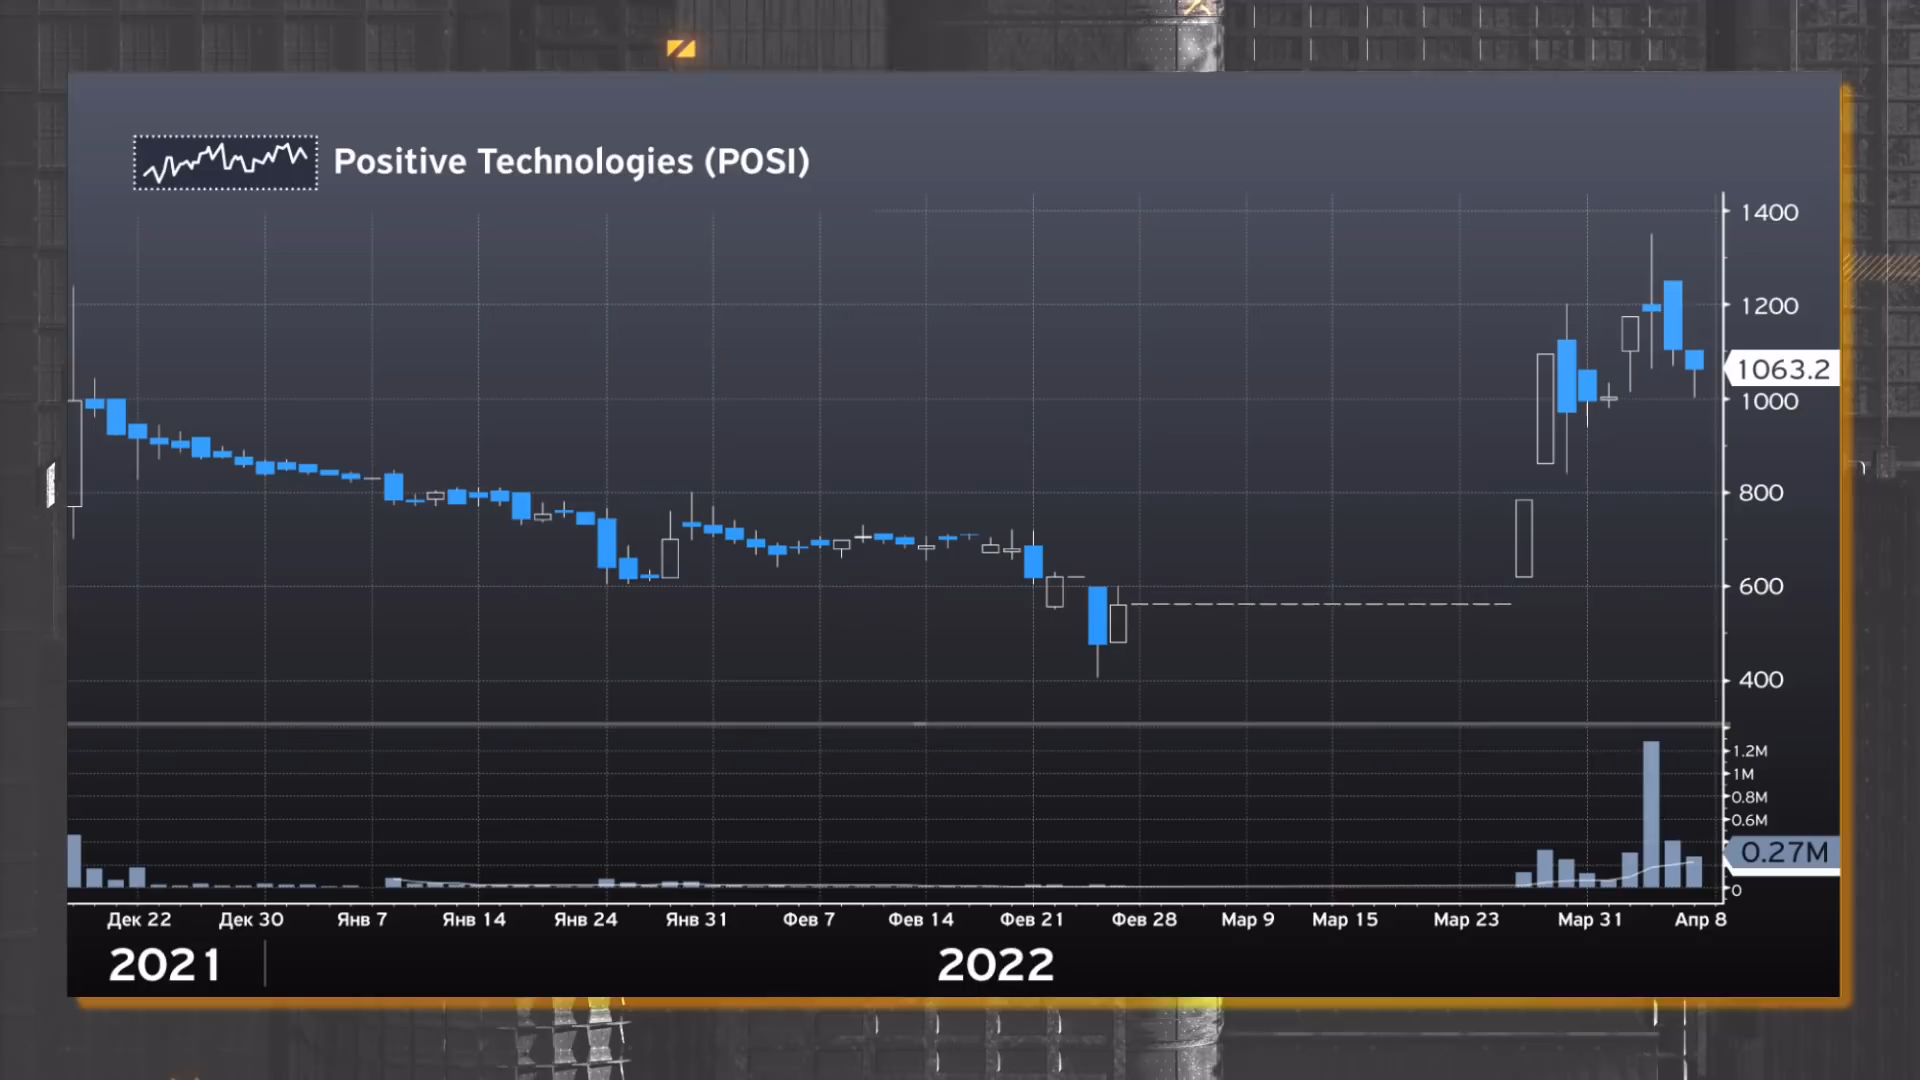 Positive Technologies (POSI)
1400
1200
1063.2
1000
800
600
400
1.2M
1M
0.8M
0.6M
0.27M
0
Дек 22 Дек 30 Янв 7 Янв 14 Янв 24 Янв 31 Фев 7 Фев 14 Фев 21 Фев 28 Мар 9 Мар 15 Мар 23 Мар 31 Апр 8
2021 2022